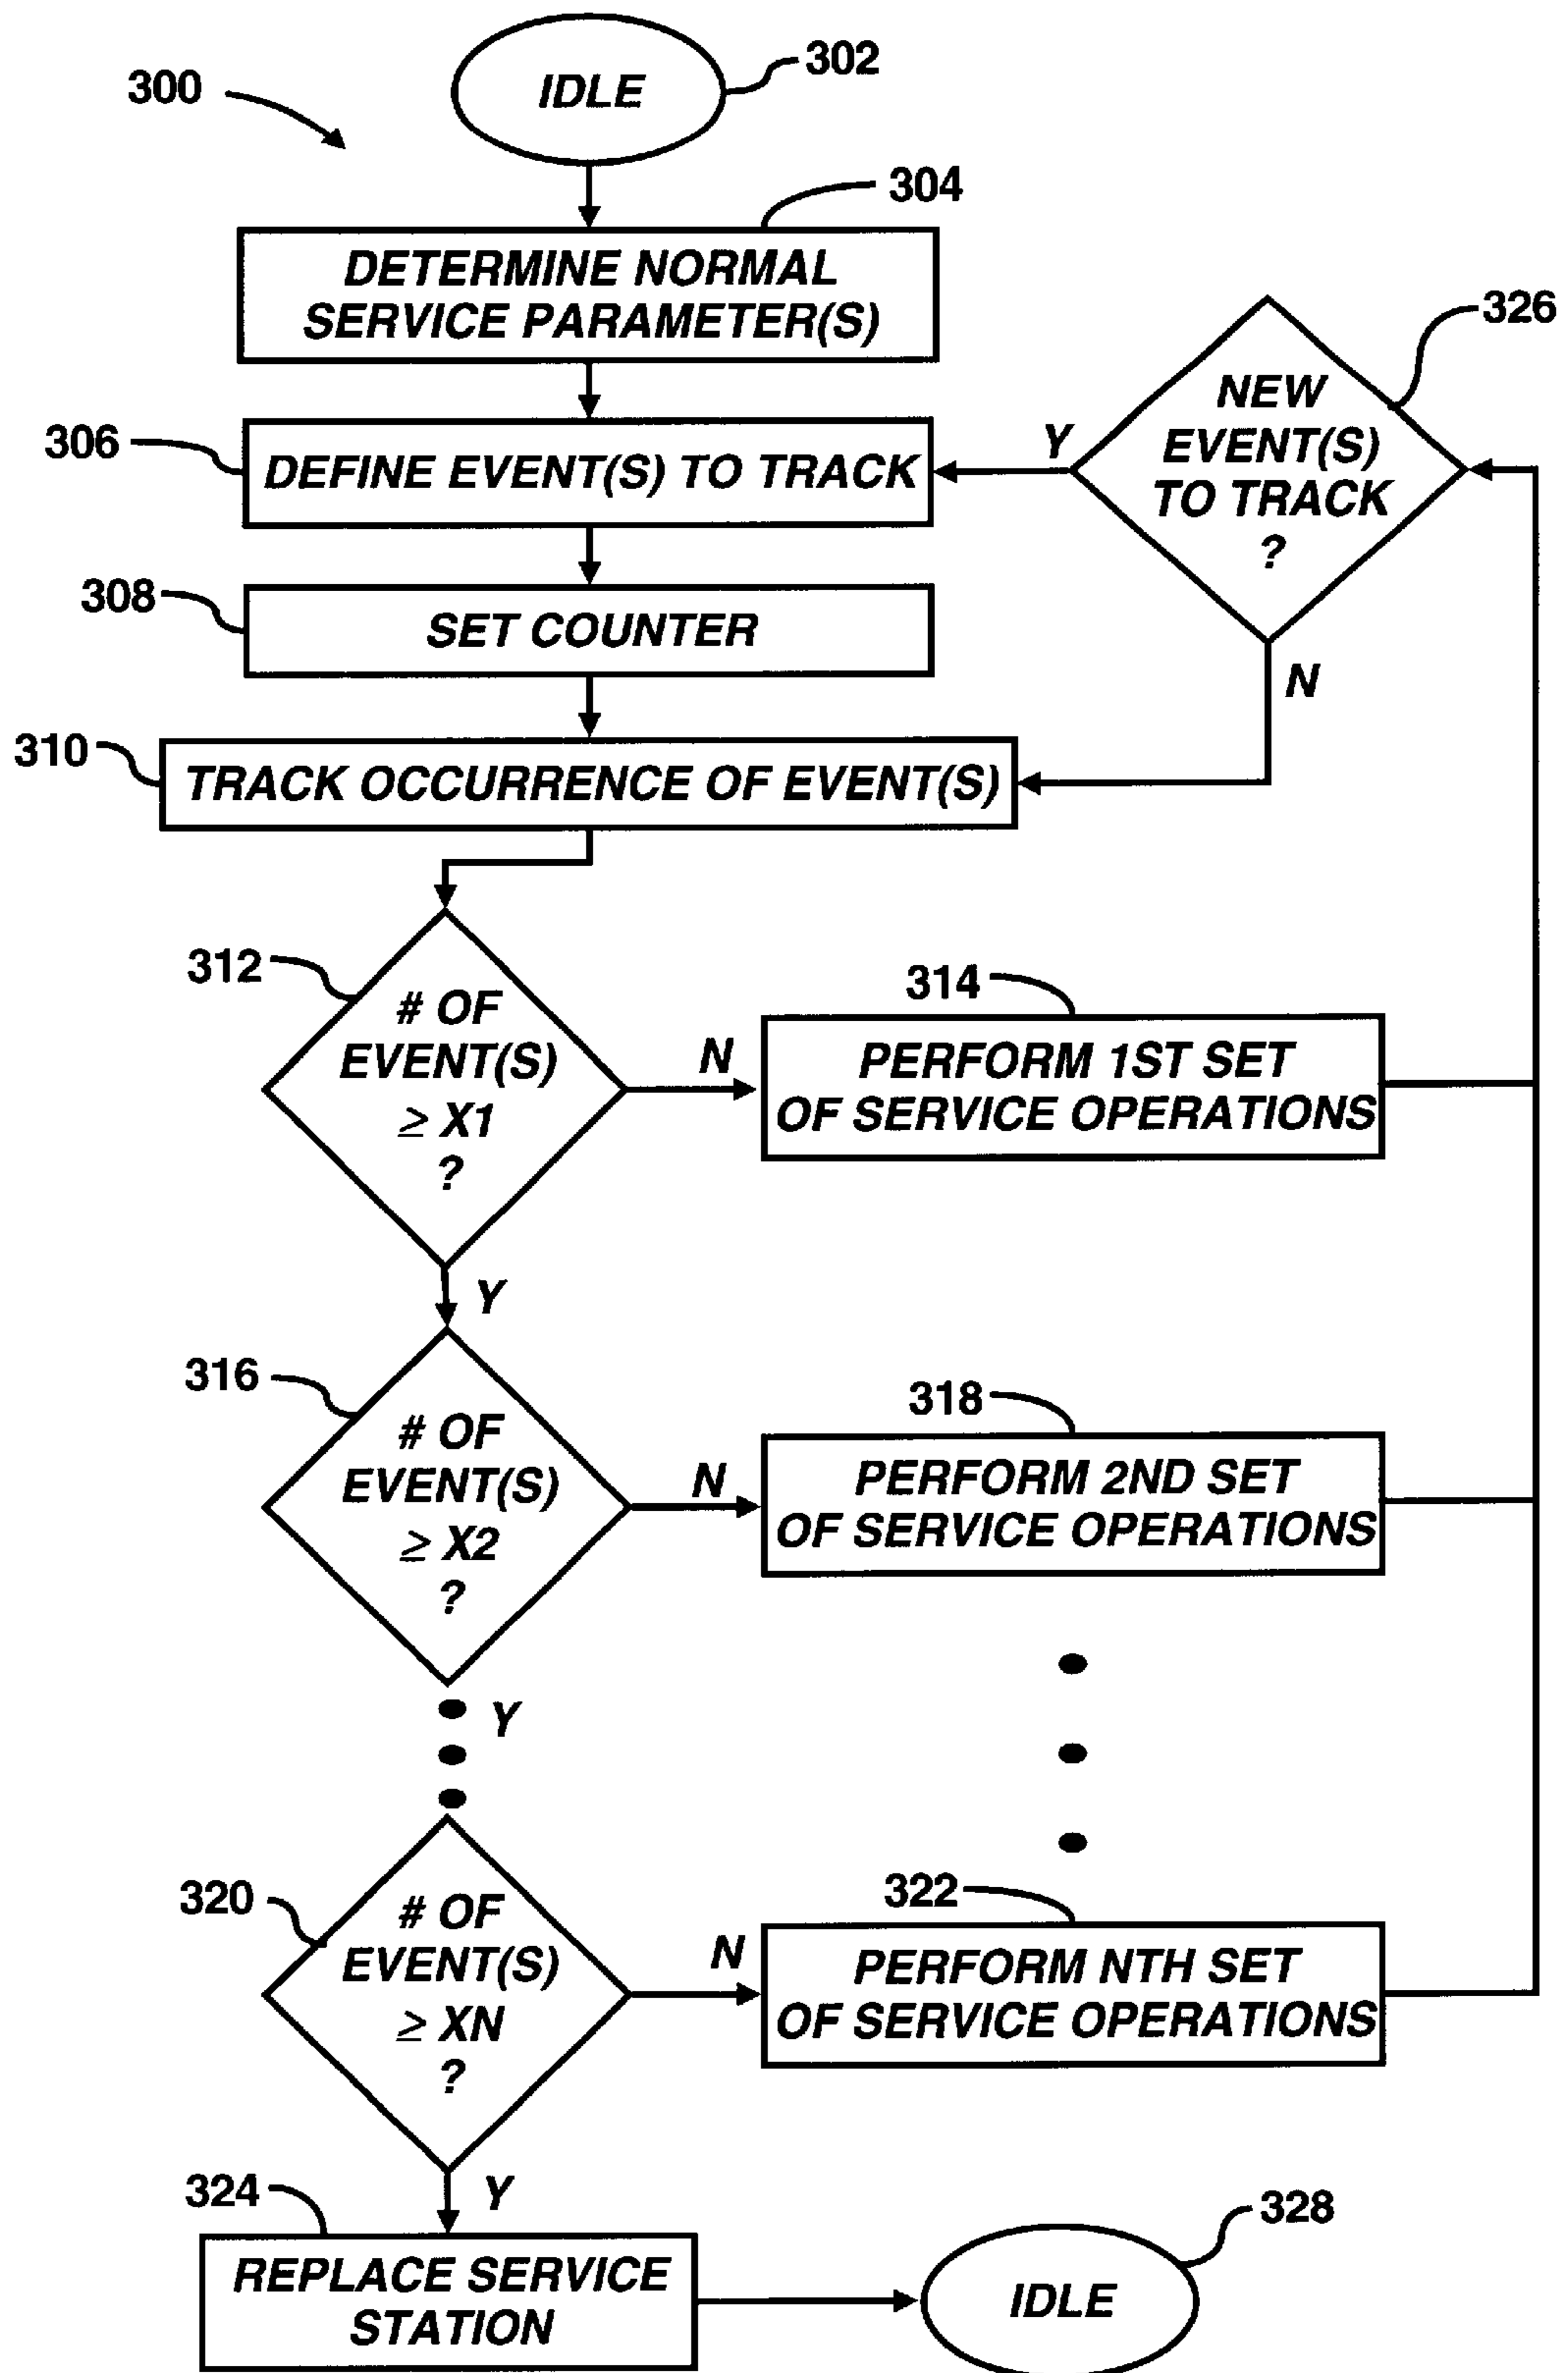 302
IDLE
300
304
DETERMINE NORMAL
SERVICE PARAMETER(S)
326
NEW
EVENT(S)
TO TRACK
?
306
DEFINE EVENT(S) TO TRACK
Y
308
SET COUNTER
N
310
TRACK OCCURRENCE OF EVENT(S)
312
# OF
EVENT(S)
≥ X1
?
N
314
PERFORM 1ST SET
OF SERVICE OPERATIONS
Y
316
# OF
EVENT(S)
≥ X2
?
N
318
PERFORM 2ND SET
OF SERVICE OPERATIONS
Y
320
# OF
EVENT(S)
≥ XN
?
N
322
PERFORM NTH SET
OF SERVICE OPERATIONS
Y
324
REPLACE SERVICE
STATION
328
IDLE